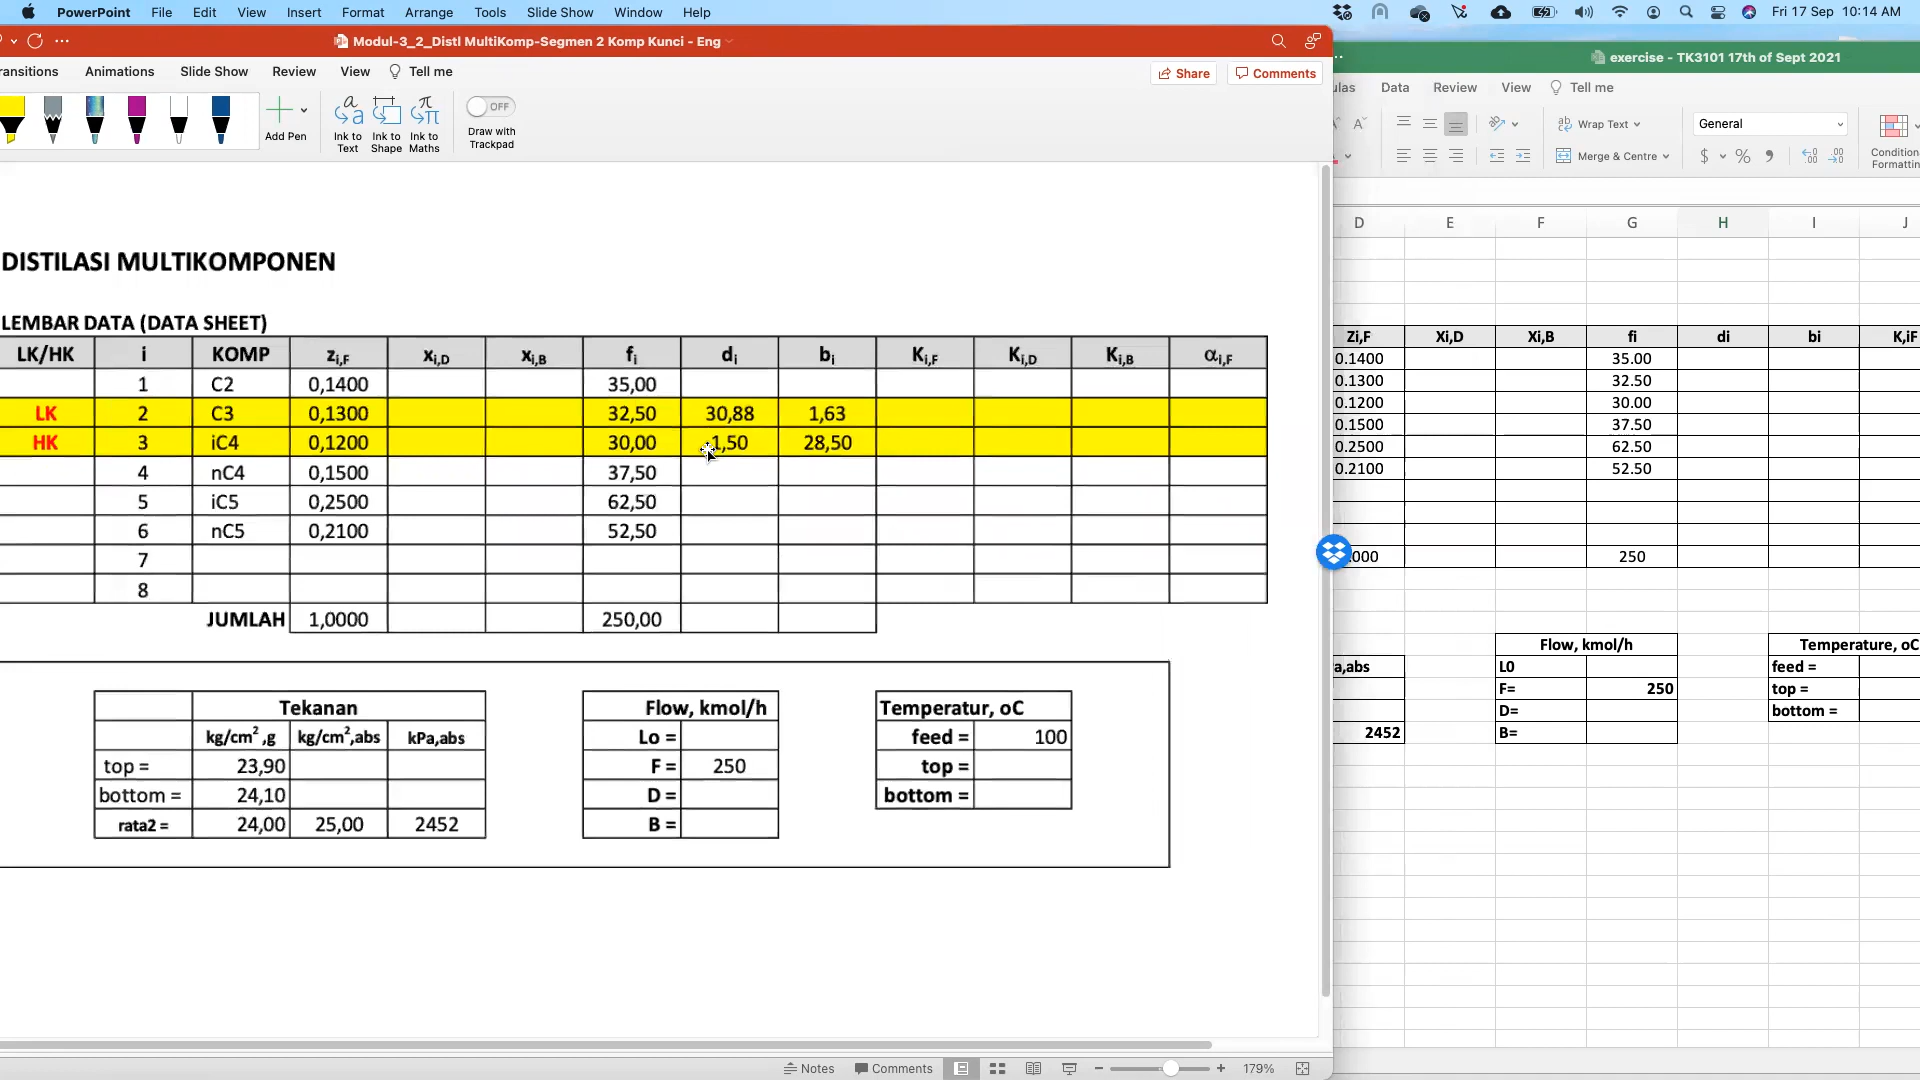 PowerPoint File Edit View Insert Format Arrange Tools Slide Show Window Help Fri 17 Sep 10:14 AM
Modul-3_2_Distl MultiKomp-Segmen 2 Komp Kunci - Eng
ransitions Animations Slide Show Review View Tell me
Share Comments
Add Pen Ink to Text Ink to Shape Ink to Maths OFF Draw with Trackpad
DISTILASI MULTIKOMPONEN
LEMBAR DATA (DATA SHEET)
LK/HK i KOMP zi,F xi,D xi,B fi di bi Ki,F Ki,D Ki,B αi,F
1 C2 0,1400 35,00
LK 2 C3 0,1300 32,50 30,88 1,63
HK 3 iC4 0,1200 30,00 1,50 28,50
4 nC4 0,1500 37,50
5 iC5 0,2500 62,50
6 nC5 0,2100 52,50
7
8
JUMLAH 1,0000 250,00
Tekanan
kg/cm2 ,g kg/cm2,abs kPa,abs
top = 23,90
bottom = 24,10
rata2 = 24,00 25,00 2452
Flow, kmol/h
Lo =
F = 250
D =
B =
Temperatur, oC
feed = 100
top =
bottom =
Notes Comments 179%
exercise - TK3101 17th of Sept 2021
ulas Data Review View Tell me
Wrap Text General
Merge & Centre $ % Condition Formatting
D E F G H I J
Zi,F Xi,D Xi,B fi di bi K,iF
0.1400 35.00
0.1300 32.50
0.1200 30.00
0.1500 37.50
0.2500 62.50
0.2100 52.50
.000 250
Flow, kmol/h Temperature, oC
a,abs L0 feed =
F= 250 top =
D= bottom =
2452 B=